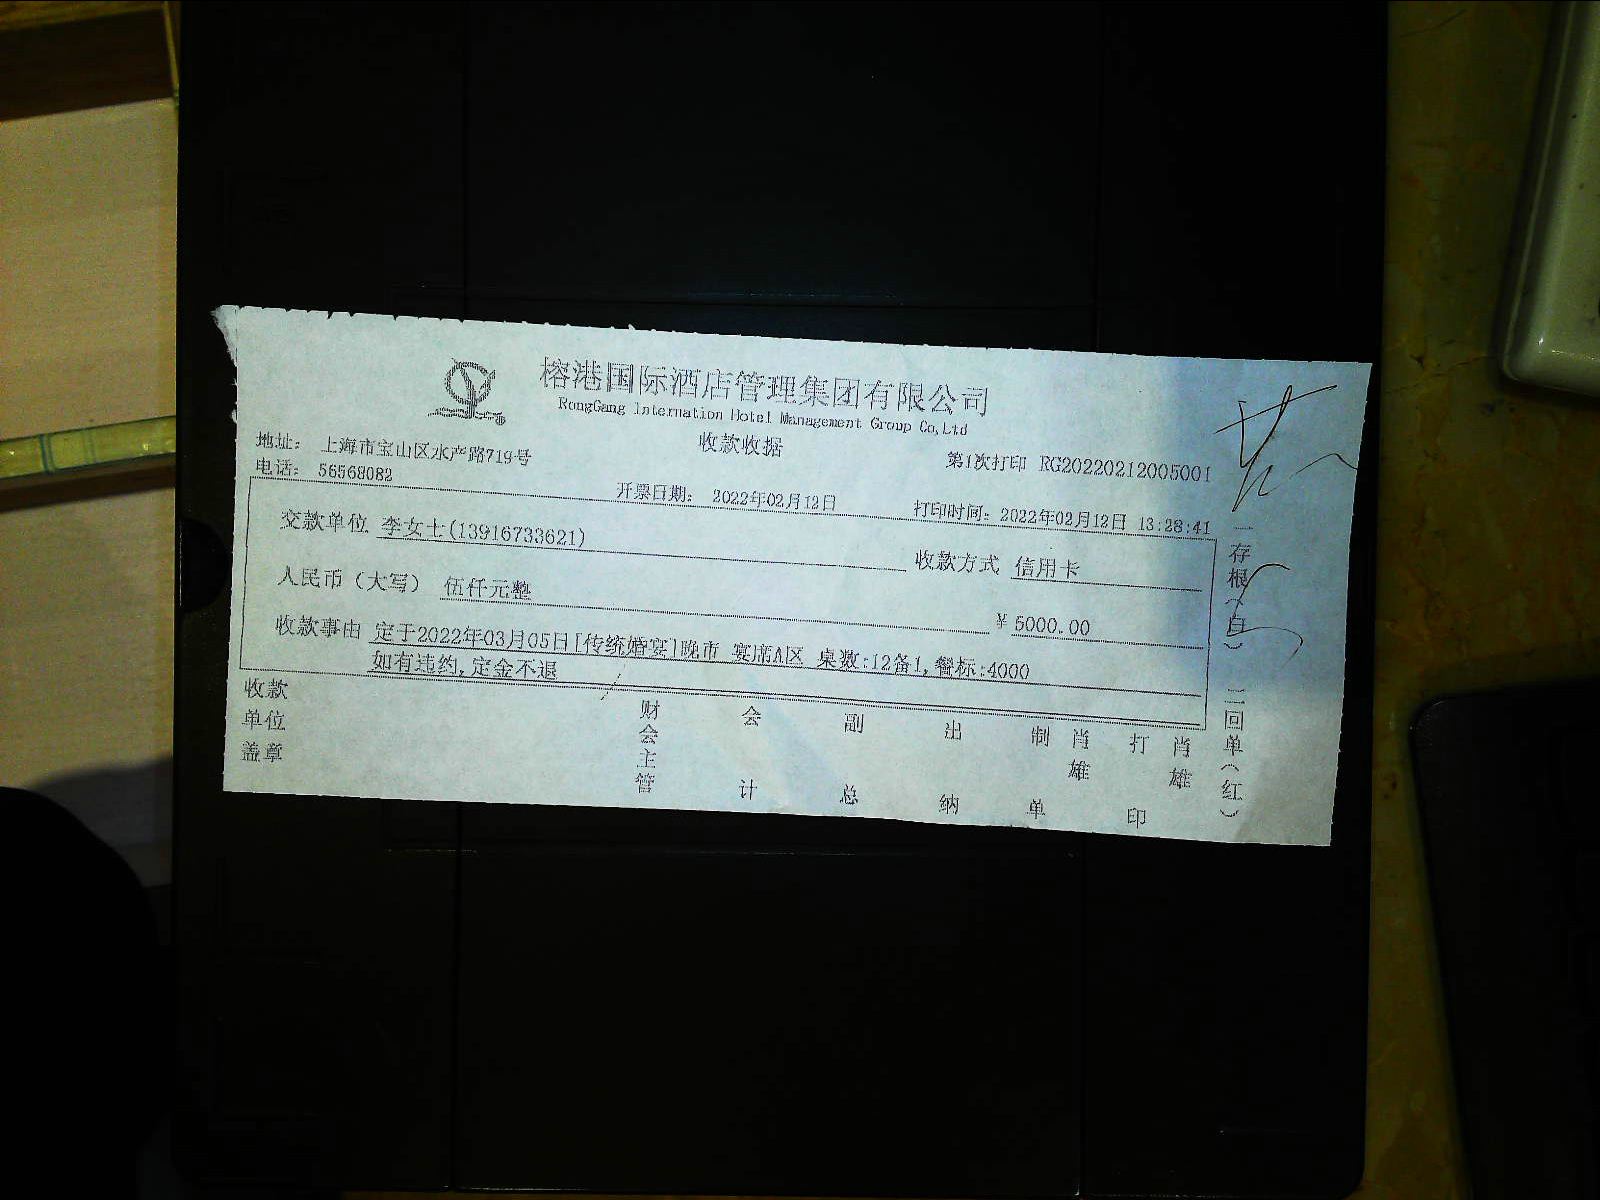 榕港国际酒店管理集团有限公司
RongGang Internation Hotel Management Group Co,Ltd
收款收据
地址： 上海市宝山区水产路719号
第1次打印 RG20220212005001
电话： 56568082
开票日期： 2022年02月12日
打印时间：2022年02月12日 13:28:41
交款单位 李女士(13916733621)
收款方式 信用卡
人民币（大写） 伍仟元整
¥5000.00
收款事由 定于2022年03月05日[传统婚宴]晚市 宴席A区 桌数:12备1,餐标:4000
如有违约,定金不退
收款单位盖章
财会主管
会计
副总
出纳
制单
肖雄
打印
肖雄
一存根(白)
二回单(红)